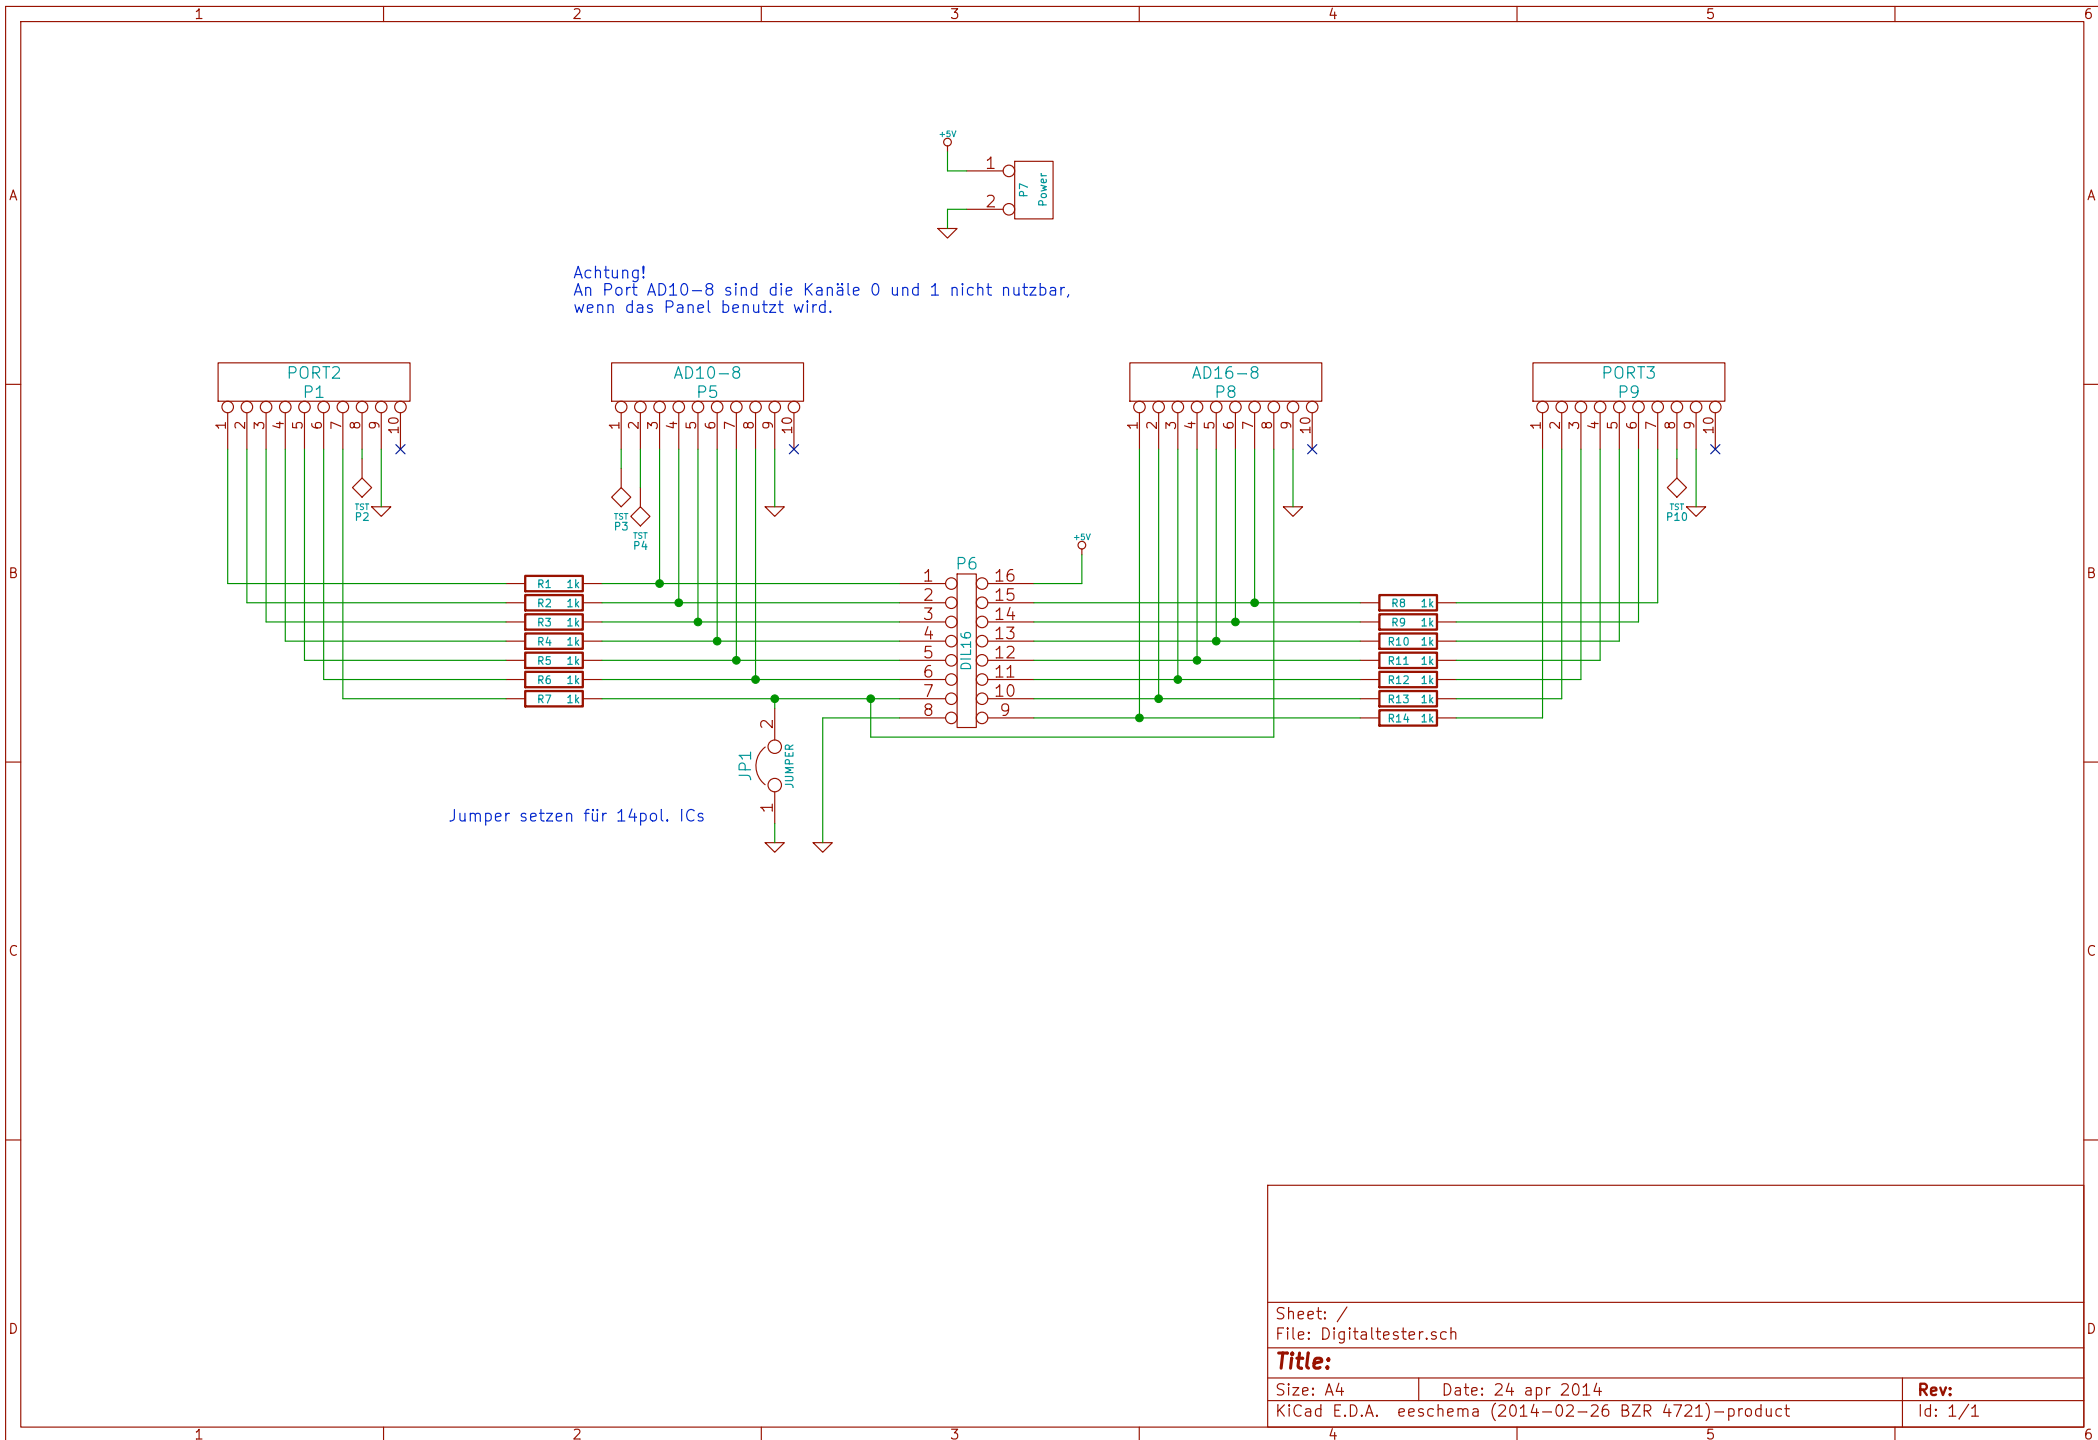 1 2 3 4 5 6
A A
+5V
1
2
P7
Power
Achtung!
An Port AD10-8 sind die Kanäle 0 und 1 nicht nutzbar,
wenn das Panel benutzt wird.
PORT2
P1
1 2 3 4 5 6 7 8 9 10
TST
P2
AD10-8
P5
1 2 3 4 5 6 7 8 9 10
TST
P3
TST
P4
AD16-8
P8
1 2 3 4 5 6 7 8 9 10
PORT3
P9
1 2 3 4 5 6 7 8 9 10
TST
P10
B B
+5V
P6
DIL16
R1 1k 1 16
R2 1k 2 15 R8 1k
R3 1k 3 14 R9 1k
R4 1k 4 13 R10 1k
R5 1k 5 12 R11 1k
R6 1k 6 11 R12 1k
R7 1k 7 10 R13 1k
8 9 R14 1k
2
JP1
JUMPER
1
Jumper setzen für 14pol. ICs
C C
D D
Sheet: /
File: Digitaltester.sch
Title:
Size: A4 Date: 24 apr 2014 Rev:
KiCad E.D.A. eeschema (2014-02-26 BZR 4721)-product Id: 1/1
1 2 3 4 5 6